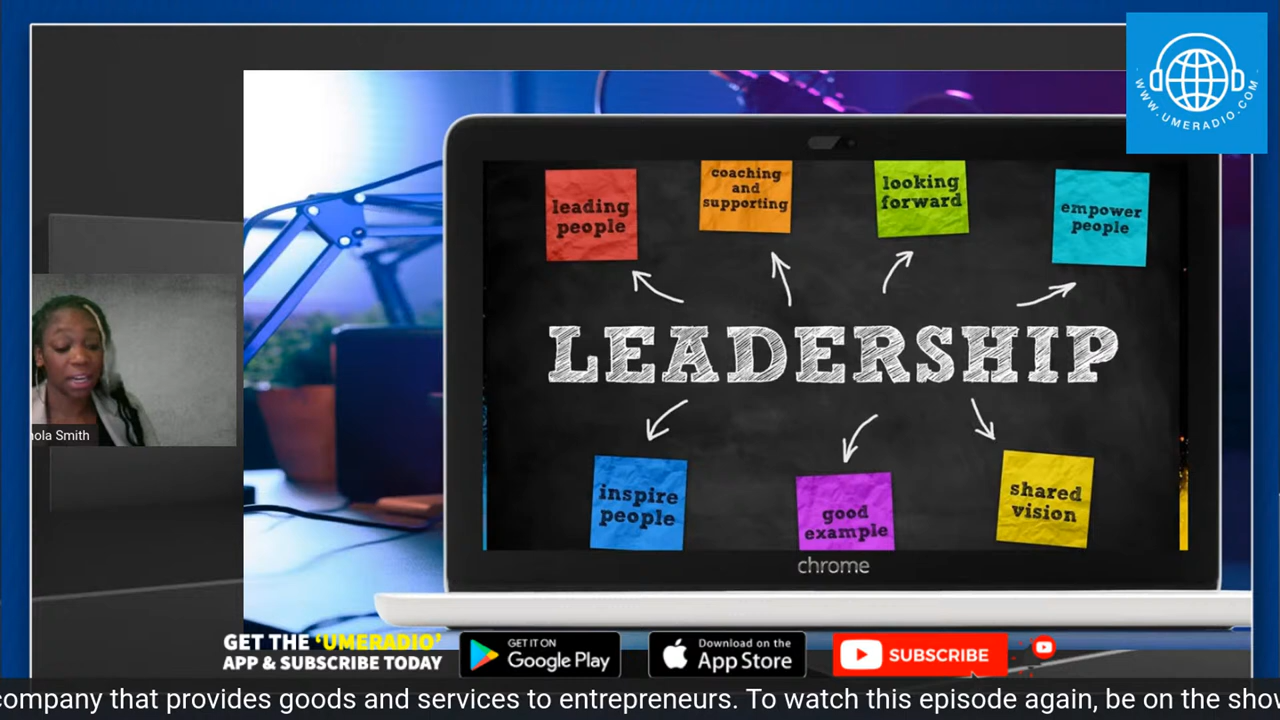 WWW.UMERADIO.COM
leading
people
coaching
and
supporting
looking
forward
empower
people
LEADERSHIP
inspire
people
good
example
shared
vision
chrome
Smith
GET THE ‘UMERADIO’
APP & SUBSCRIBE TODAY
GET IT ON
Google Play
Download on the
App Store
SUBSCRIBE
company that provides goods and services to entrepreneurs. To watch this episode again, be on the